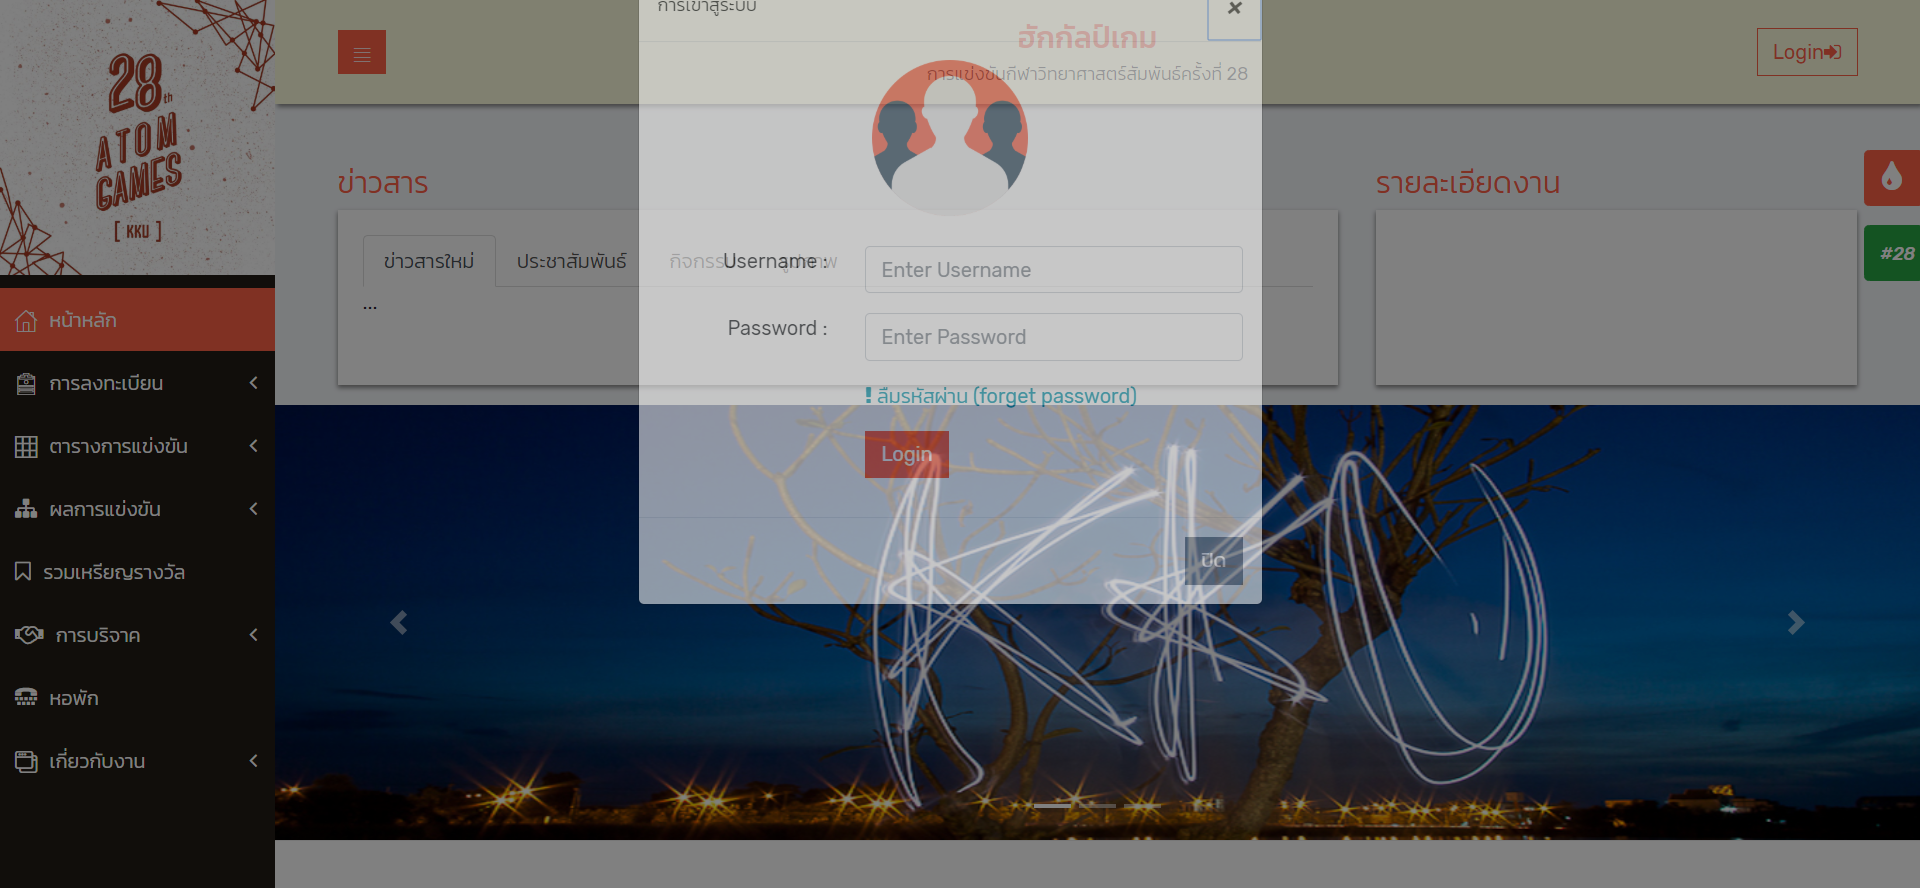 28th
ATOM
GAMES
[ KKU ]
หน้าหลัก
การลงทะเบียน
ตารางการแข่งขัน
ผลการแข่งขัน
รวมเหรียญรางวัล
การบริจาค
หอพัก
เกี่ยวกับงาน
การเข้าสู่ระบบ
×
ฮักกัลป์เกม
การแข่งขันกีฬาวิทยาศาสตร์สัมพันธ์ครั้งที่ 28
Login
ข่าวสาร
รายละเอียดงาน
ข่าวสารใหม่
ประชาสัมพันธ์
...
#28
Username :
Enter Username
Password :
Enter Password
! ลืมรหัสผ่าน (forget password)
Login
ปิด
KKU